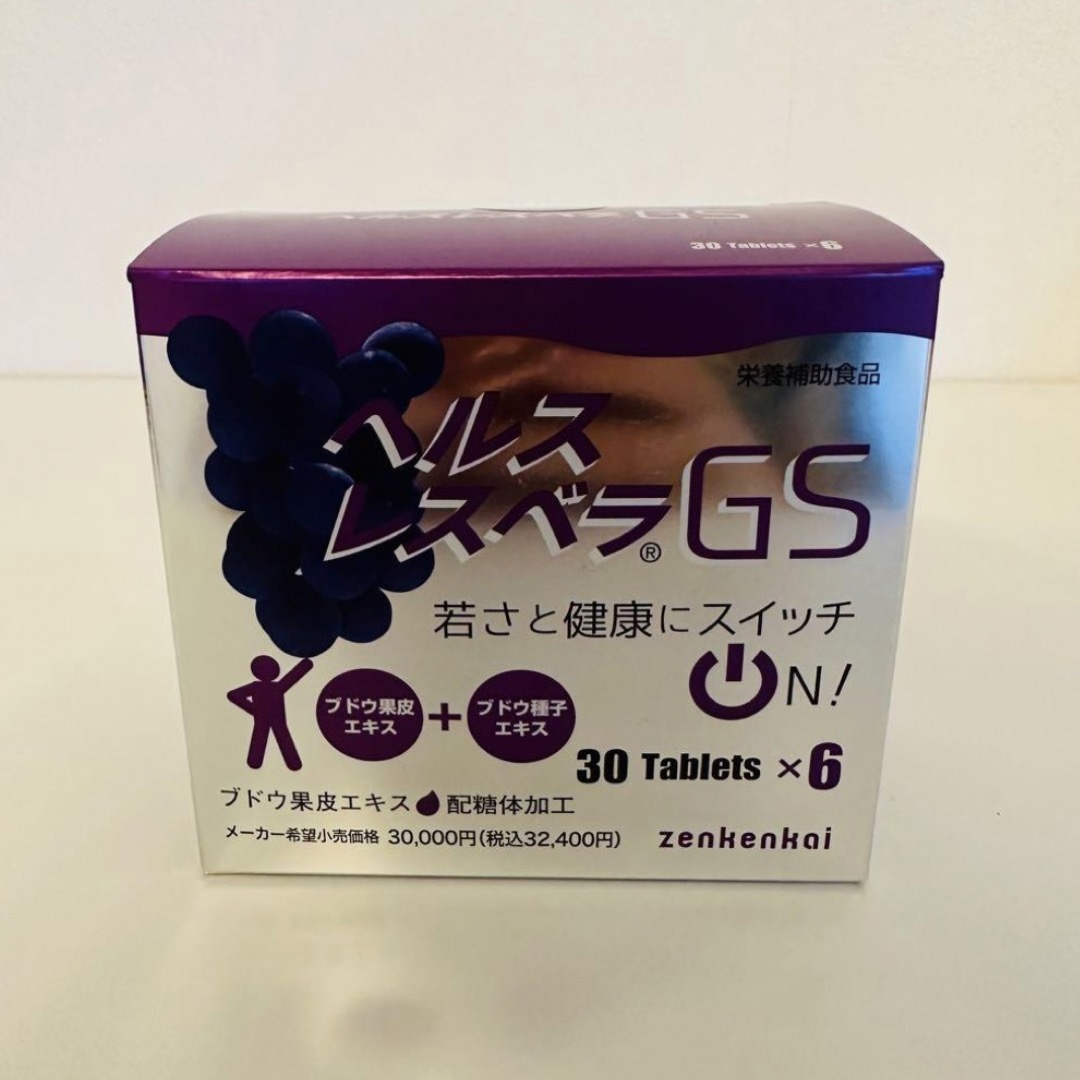 GS
30 Tablets ×6
栄養補助食品
ヘルス
レスベラ® GS
若さと健康にスイッチ
ON!
ブドウ果皮
エキス
+
ブドウ種子
エキス
30 Tablets ×6
ブドウ果皮エキス 配糖体加工
メーカー希望小売価格 30,000円(税込32,400円)
zenkenkai